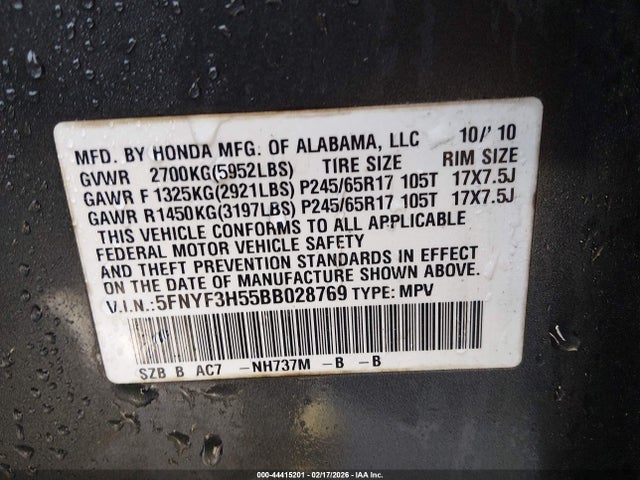 MFD. BY HONDA MFG. OF ALABAMA, LLC 10/'10
GVWR 2700KG(5952LBS) TIRE SIZE RIM SIZE
GAWR F 1325KG(2921LBS) P245/65R17 105T 17X7.5J
GAWR R1450KG(3197LBS) P245/65R17 105T 17X7.5J
THIS VEHICLE CONFORMS TO ALL APPLICABLE
FEDERAL MOTOR VEHICLE SAFETY
AND THEFT PREVENTION STANDARDS IN EFFECT
ON THE DATE OF MANUFACTURE SHOWN ABOVE.
V.I.N.: 5FNYF3H55BB028769 TYPE: MPV
SZB B AC7 -NH737M -B -B
000-44415201 - 02/17/2026 - IAA Inc.